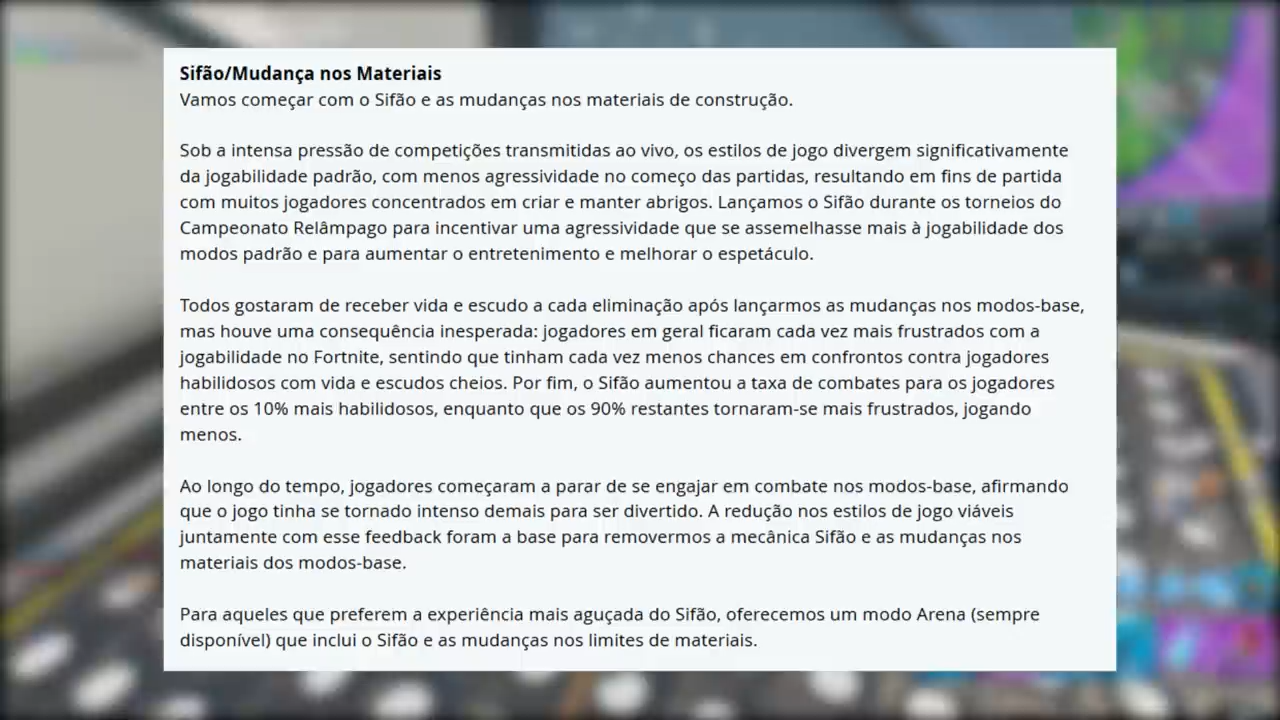 Sifão/Mudança nos Materiais
Vamos começar com o Sifão e as mudanças nos materiais de construção.
Sob a intensa pressão de competições transmitidas ao vivo, os estilos de jogo divergem significativamente
da jogabilidade padrão, com menos agressividade no começo das partidas, resultando em fins de partida
com muitos jogadores concentrados em criar e manter abrigos. Lançamos o Sifão durante os torneios do
Campeonato Relâmpago para incentivar uma agressividade que se assemelhasse mais à jogabilidade dos
modos padrão e para aumentar o entretenimento e melhorar o espetáculo.
Todos gostaram de receber vida e escudo a cada eliminação após lançarmos as mudanças nos modos-base,
mas houve uma consequência inesperada: jogadores em geral ficaram cada vez mais frustrados com a
jogabilidade no Fortnite, sentindo que tinham cada vez menos chances em confrontos contra jogadores
habilidosos com vida e escudos cheios. Por fim, o Sifão aumentou a taxa de combates para os jogadores
entre os 10% mais habilidosos, enquanto que os 90% restantes tornaram-se mais frustrados, jogando
menos.
Ao longo do tempo, jogadores começaram a parar de se engajar em combate nos modos-base, afirmando
que o jogo tinha se tornado intenso demais para ser divertido. A redução nos estilos de jogo viáveis
juntamente com esse feedback foram a base para removermos a mecânica Sifão e as mudanças nos
materiais dos modos-base.
Para aqueles que preferem a experiência mais aguçada do Sifão, oferecemos um modo Arena (sempre
disponível) que inclui o Sifão e as mudanças nos limites de materiais.